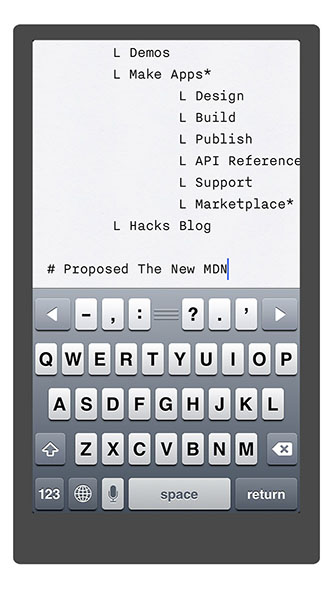 L Demos
L Make Apps*
L Design
L Build
L Publish
L API Reference
L Support
L Marketplace*
L Hacks Blog
# Proposed The New MDN
- , : ? . '
Q W E R T Y U I O P
A S D F G H J K L
Z X C V B N M
123 space return